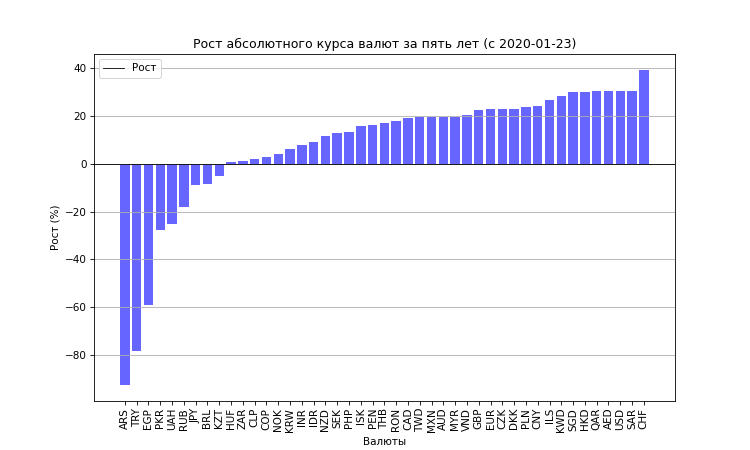 Рост абсолютного курса валют за пять лет (с 2020-01-23)
Рост
40
20
0
−20
−40
−60
−80
Рост (%)
ARS
TRY
EGP
PKR
UAH
RUB
JPY
BRL
KZT
HUF
ZAR
CLP
COP
NOK
KRW
INR
IDR
NZD
SEK
PHP
ISK
PEN
THB
RON
CAD
TWD
MXN
AUD
MYR
VND
GBP
EUR
CZK
DKK
PLN
CNY
ILS
KWD
SGD
HKD
QAR
AED
USD
SAR
CHF
Валюты